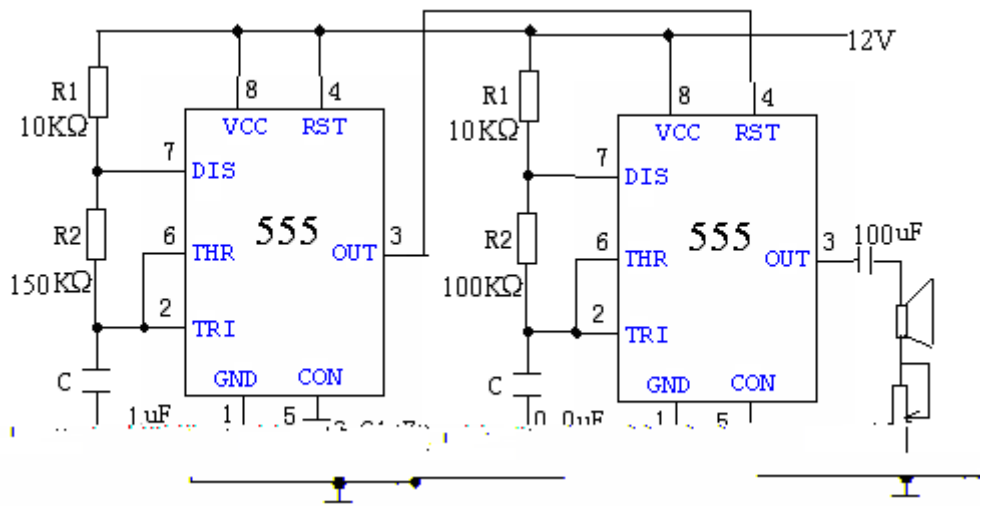 12V
R1
10KΩ
8
4
VCC
RST
7
DIS
R2
150KΩ
6
THR
555
OUT
3
2
TRI
C
GND
CON
1uF
1
5
R1
10KΩ
8
4
VCC
RST
7
DIS
R2
100KΩ
6
THR
555
OUT
3
100uF
2
TRI
C
GND
CON
1
5